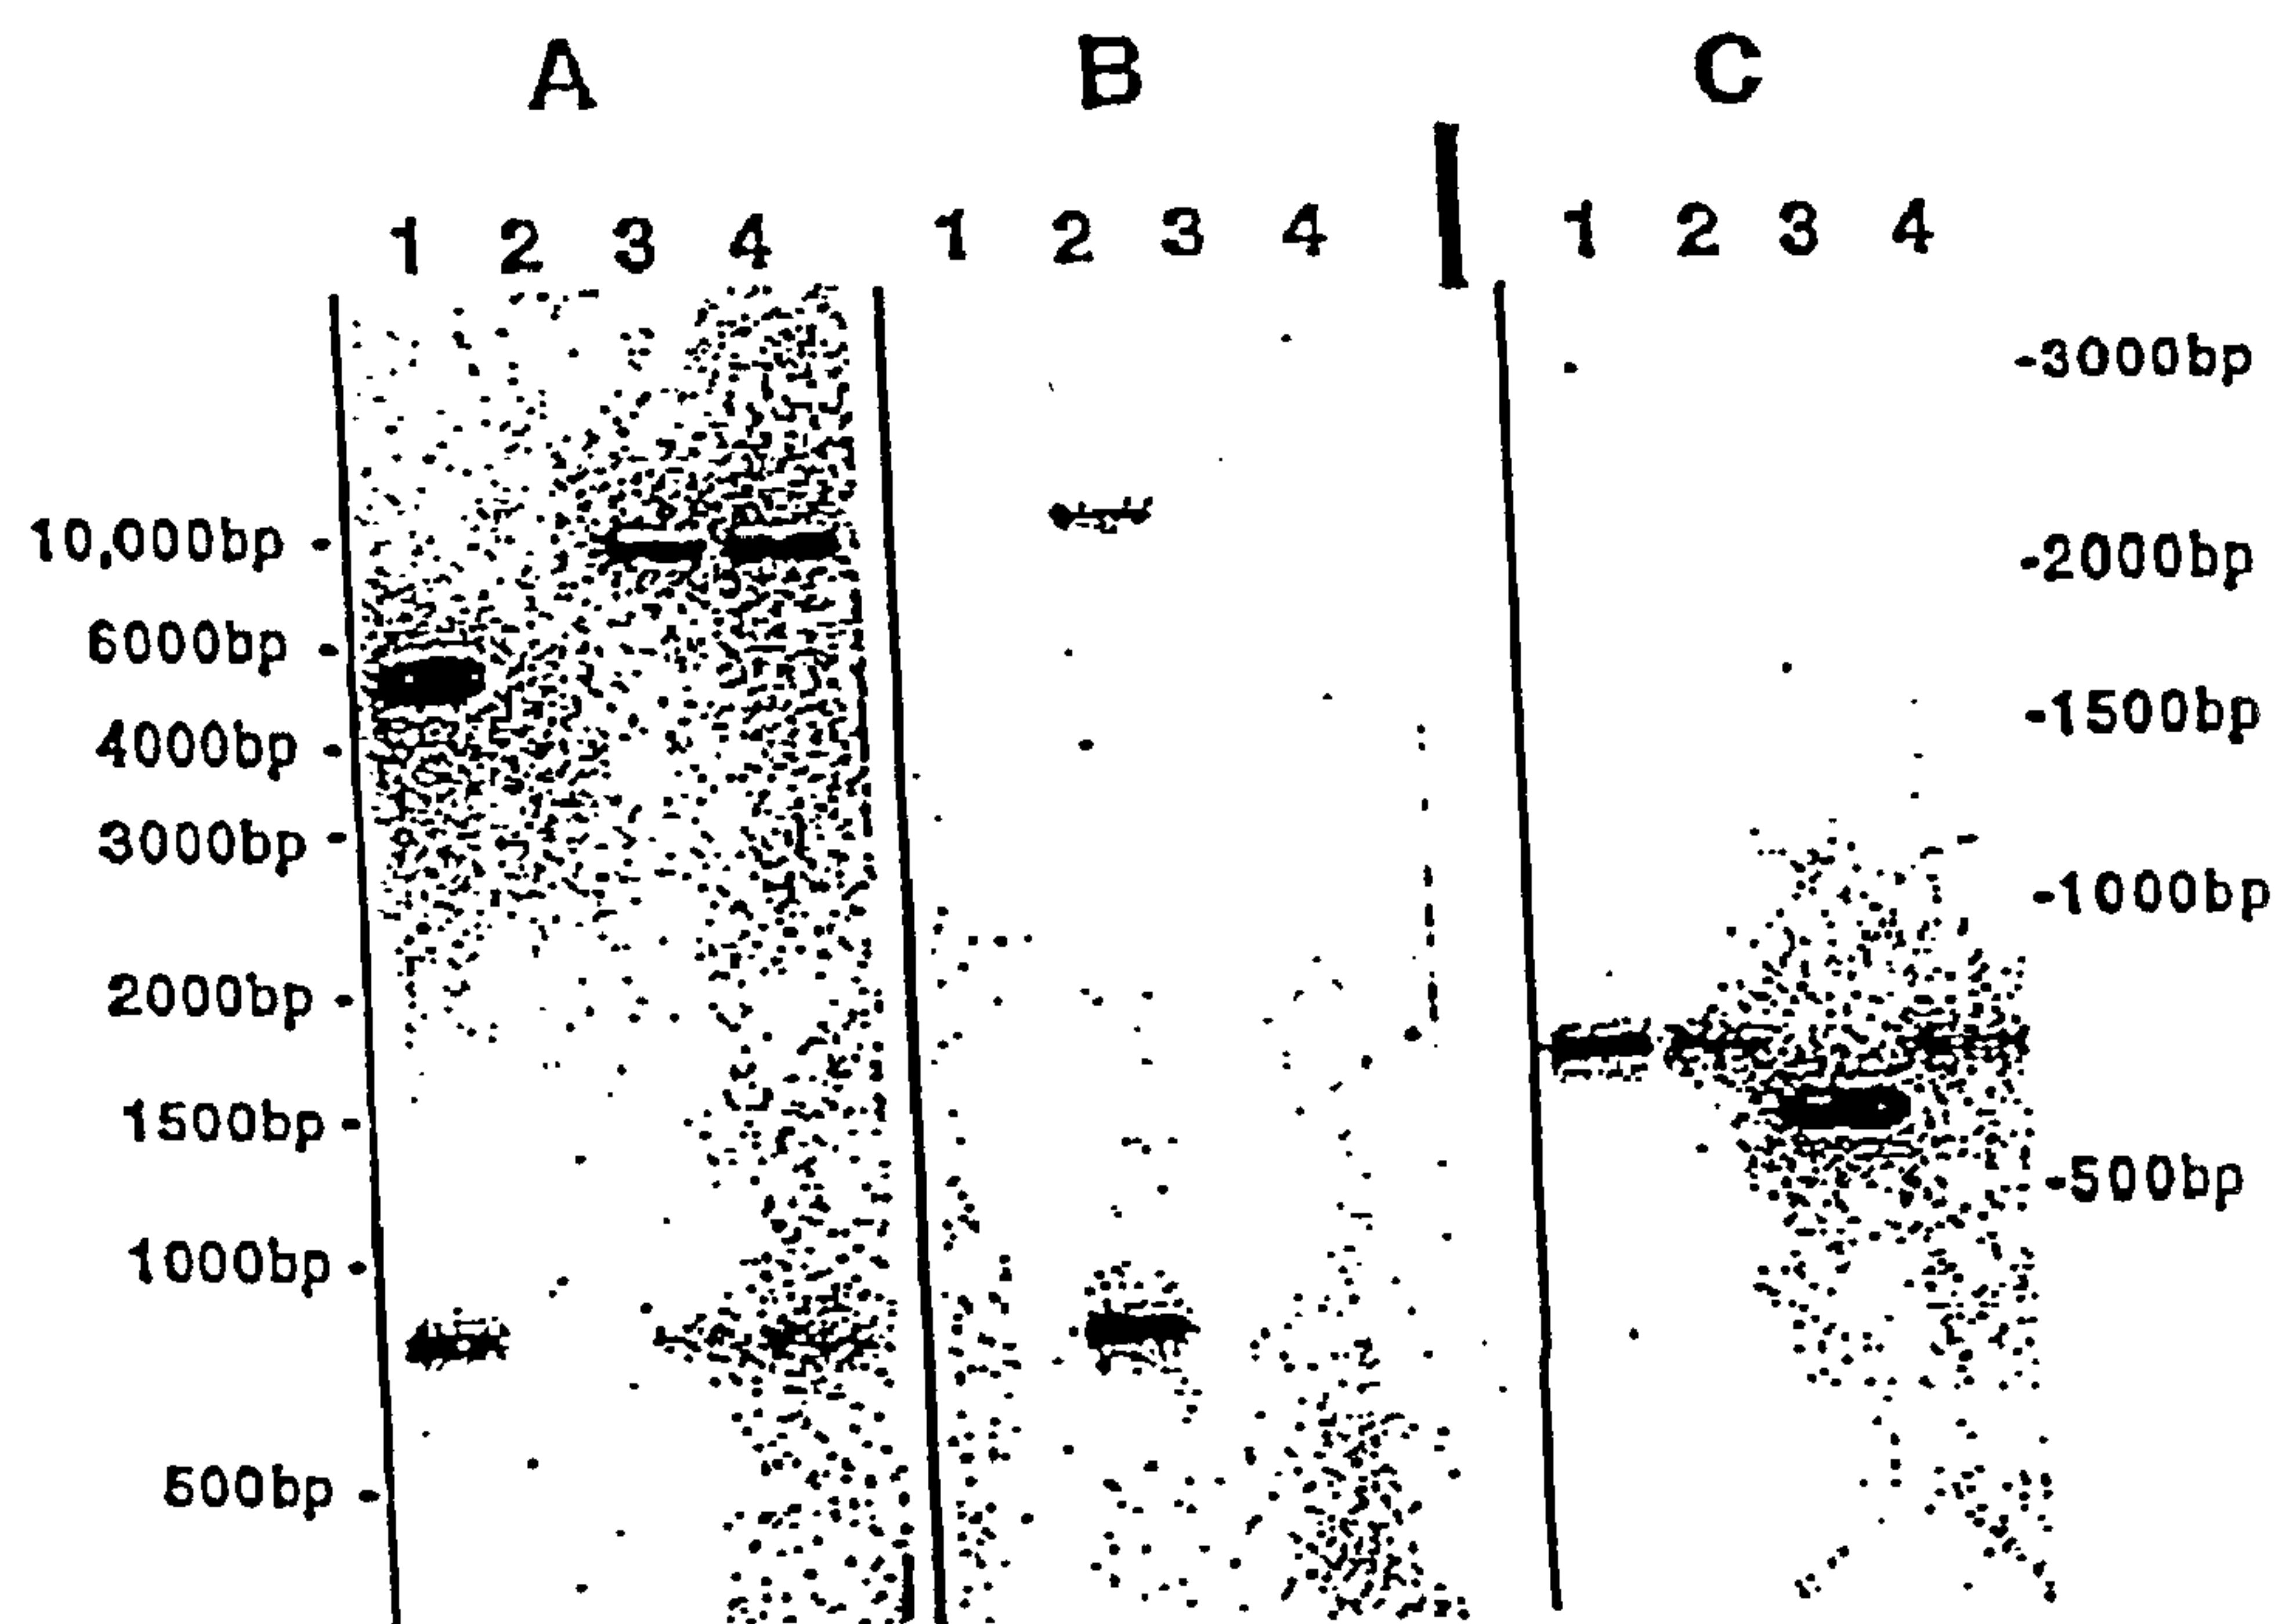 A B C
1 2 3 4 1 2 3 4 1 2 3 4
-3000bp
10,000bp - -2000bp
6000bp -
-1500bp
4000bp -
3000bp -
-1000bp
2000bp -
1500bp -
-500bp
1000bp -
500bp -